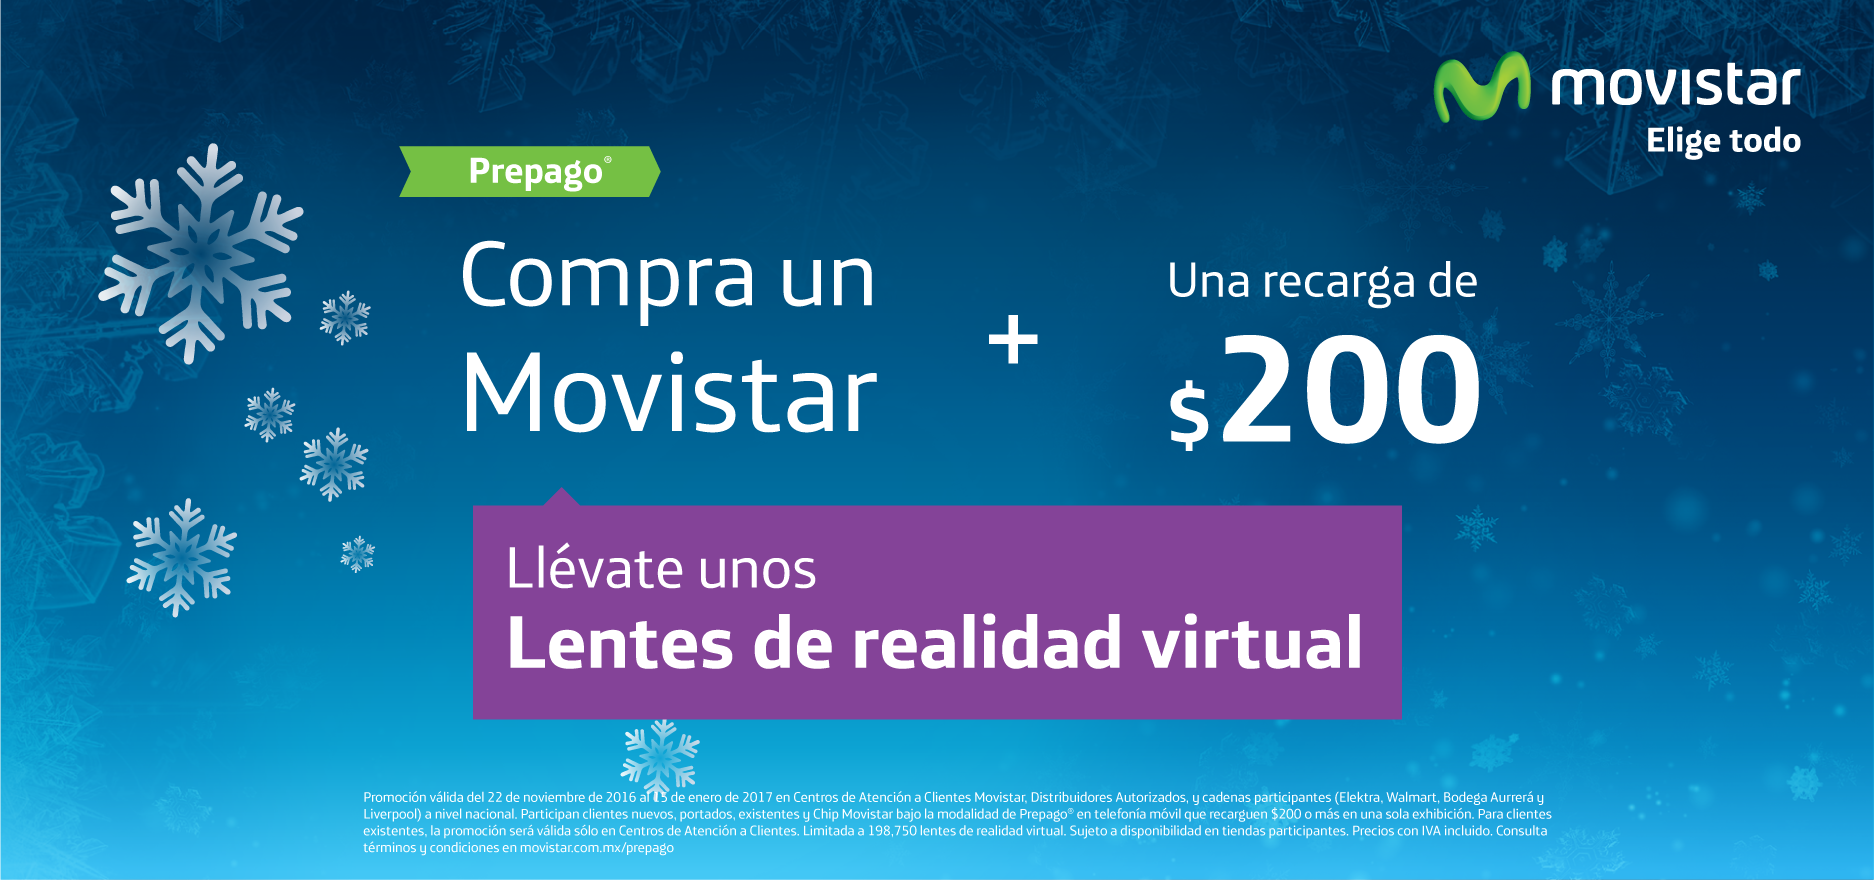 movistar
Elige todo
Prepago®
Compra un
Movistar
+
Una recarga de
$200
Llévate unos
Lentes de realidad virtual
Promoción válida del 22 de noviembre de 2016 al 15 de enero de 2017 en Centros de Atención a Clientes Movistar, Distribuidores Autorizados, y cadenas participantes (Elektra, Walmart, Bodega Aurrerá y
Liverpool) a nivel nacional. Participan clientes nuevos, portados, existentes y Chip Movistar bajo la modalidad de Prepago® en telefonía móvil que recarguen $200 o más en una sola exhibición. Para clientes
existentes, la promoción será válida sólo en Centros de Atención a Clientes. Limitada a 198,750 lentes de realidad virtual. Sujeto a disponibilidad en tiendas participantes. Precios con IVA incluido. Consulta
términos y condiciones en movistar.com.mx/prepago